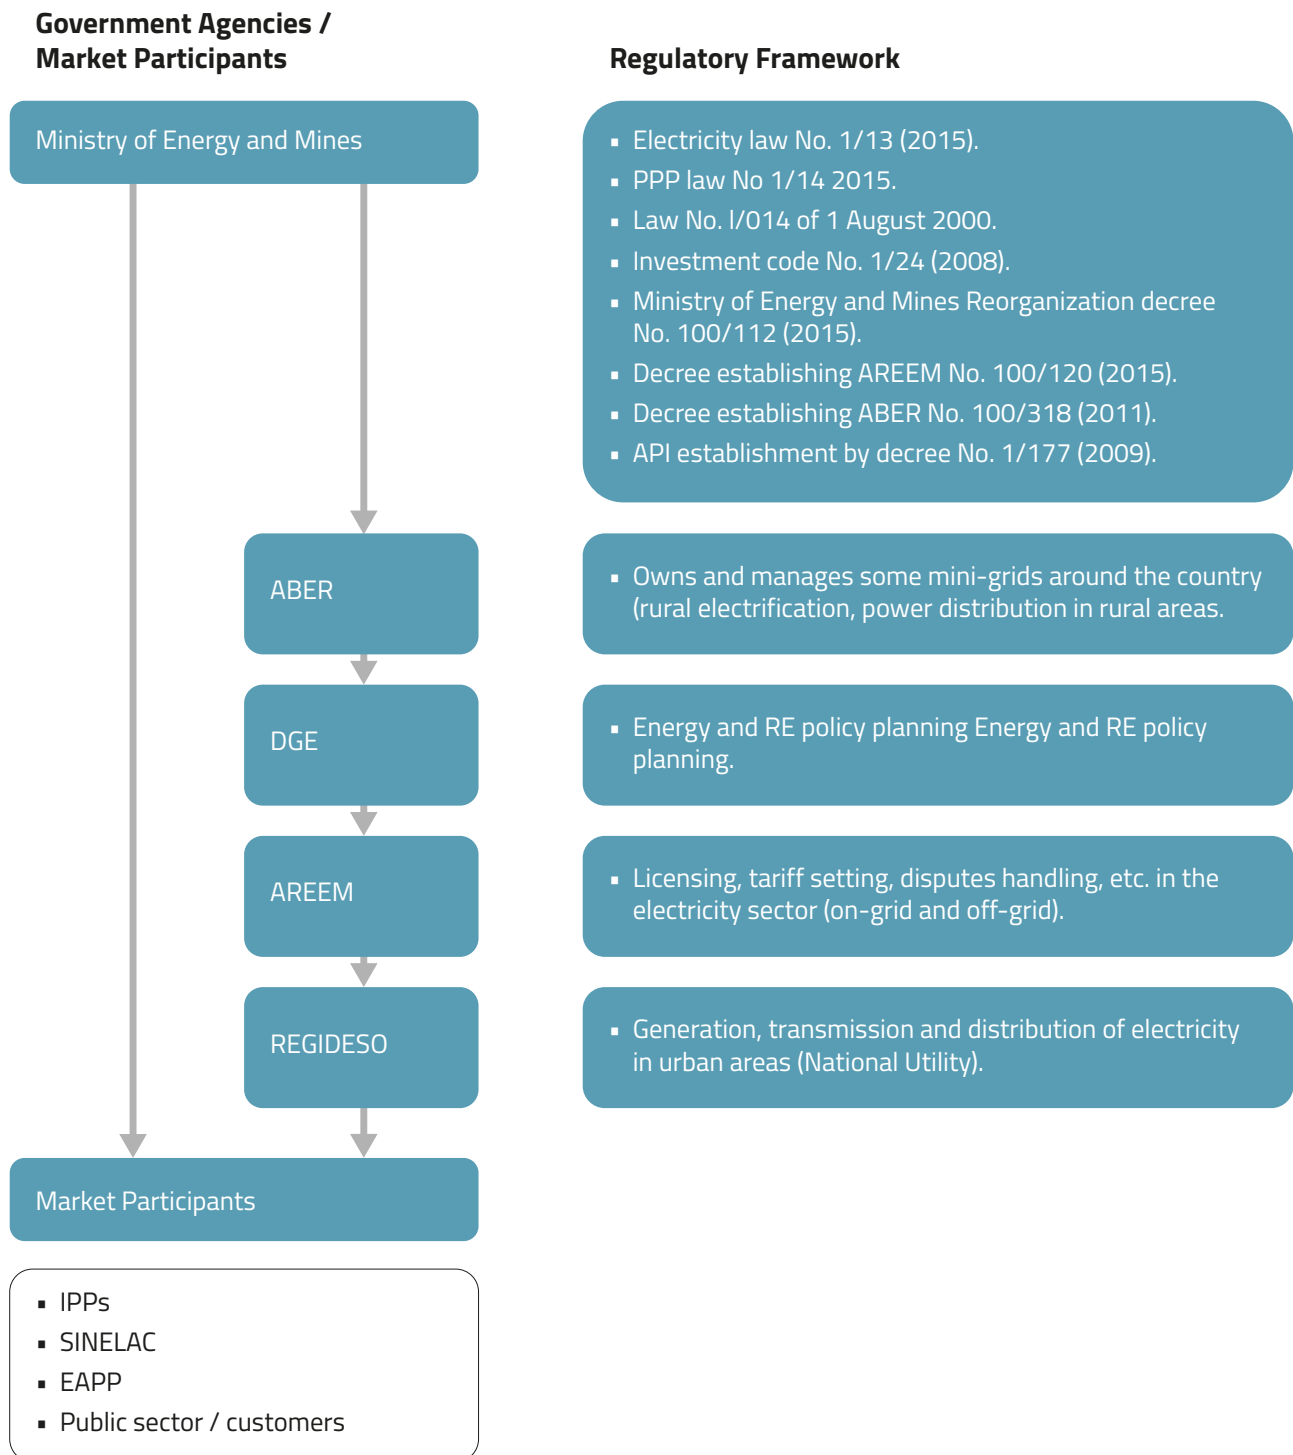 Government Agencies /
Market Participants
Regulatory Framework
Ministry of Energy and Mines
▪ Electricity law No. 1/13 (2015).
▪ PPP law No 1/14 2015.
▪ Law No. l/014 of 1 August 2000.
▪ Investment code No. 1/24 (2008).
▪ Ministry of Energy and Mines Reorganization decree
No. 100/112 (2015).
▪ Decree establishing AREEM No. 100/120 (2015).
▪ Decree establishing ABER No. 100/318 (2011).
▪ API establishment by decree No. 1/177 (2009).
ABER
▪ Owns and manages some mini-grids around the country
(rural electrification, power distribution in rural areas.
DGE
▪ Energy and RE policy planning Energy and RE policy
planning.
AREEM
▪ Licensing, tariff setting, disputes handling, etc. in the
electricity sector (on-grid and off-grid).
REGIDESO
▪ Generation, transmission and distribution of electricity
in urban areas (National Utility).
Market Participants
▪ IPPs
▪ SINELAC
▪ EAPP
▪ Public sector / customers